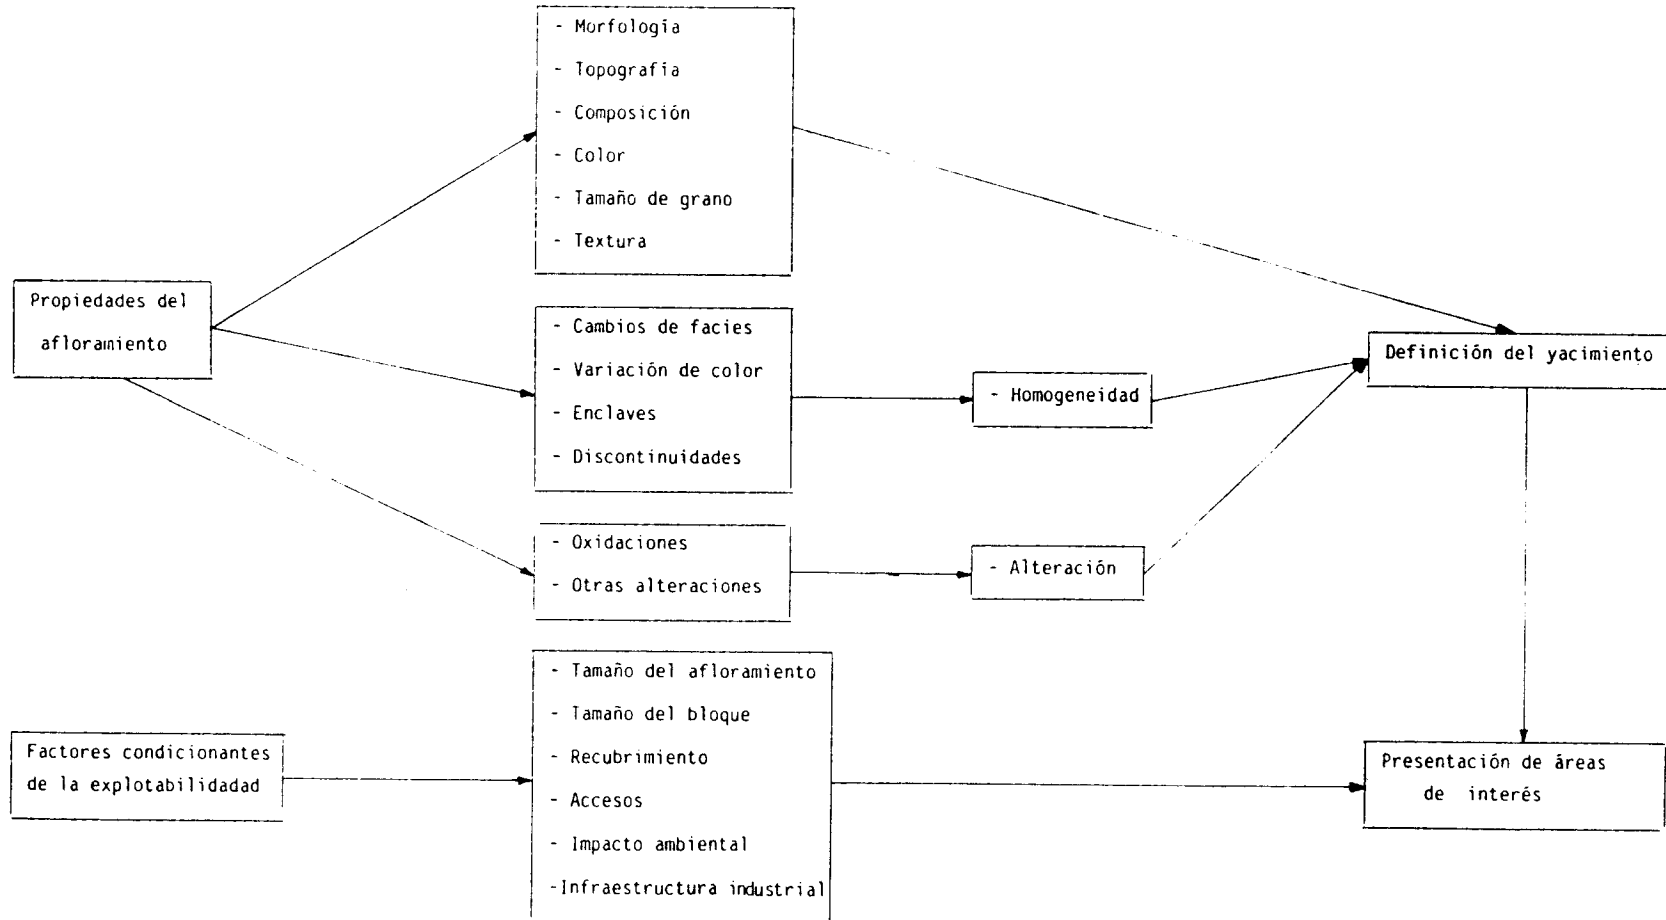 - Morfología
- Topografía
- Composición
- Color
- Tamaño de grano
- Textura
Propiedades del
afloramiento
- Cambios de facies
- Variación de color
- Enclaves
- Discontinuidades
- Homogeneidad
Definición del yacimiento
- Oxidaciones
- Otras alteraciones
- Alteración
Factores condicionantes
de la explotabilidadad
- Tamaño del afloramiento
- Tamaño del bloque
- Recubrimiento
- Accesos
- Impacto ambiental
-Infraestructura industrial
Presentación de áreas
de interés